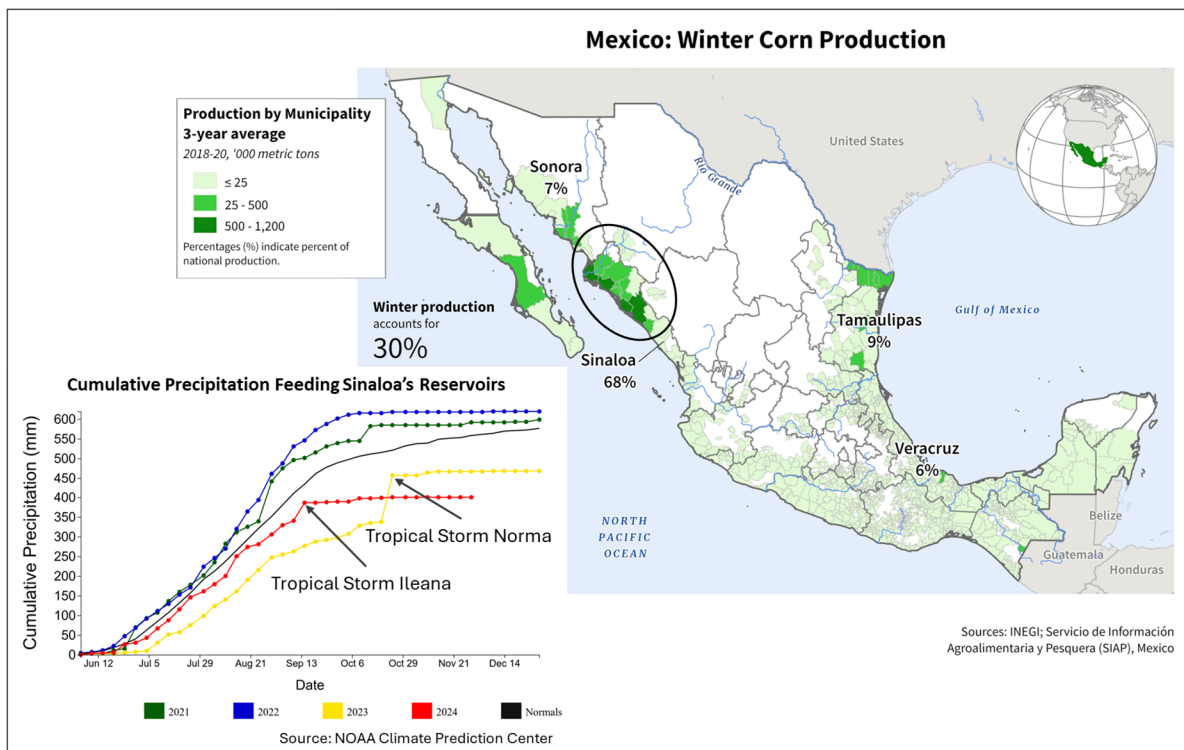 Mexico: Winter Corn Production
Production by Municipality
3-year average
2018-20, '000 metric tons
≤ 25
25 - 500
500 - 1,200
Percentages (%) indicate percent of
national production.
United States
Rio Grande
Sonora
7%
Winter production
accounts for
30%
Sinaloa
68%
Tamaulipas
9%
Gulf of Mexico
Veracruz
6%
NORTH
PACIFIC
OCEAN
Belize
Guatemala
Honduras
Sources: INEGI; Servicio de Información
Agroalimentaria y Pesquera (SIAP), Mexico
Cumulative Precipitation Feeding Sinaloa's Reservoirs
Cumulative Precipitation (mm)
600
550
500
450
400
350
300
250
200
150
100
50
0
Tropical Storm Norma
Tropical Storm Ileana
Jun 12
Jul 5
Jul 29
Aug 21
Sep 13
Oct 6
Oct 29
Nov 21
Dec 14
Date
2021
2022
2023
2024
Normals
Source: NOAA Climate Prediction Center